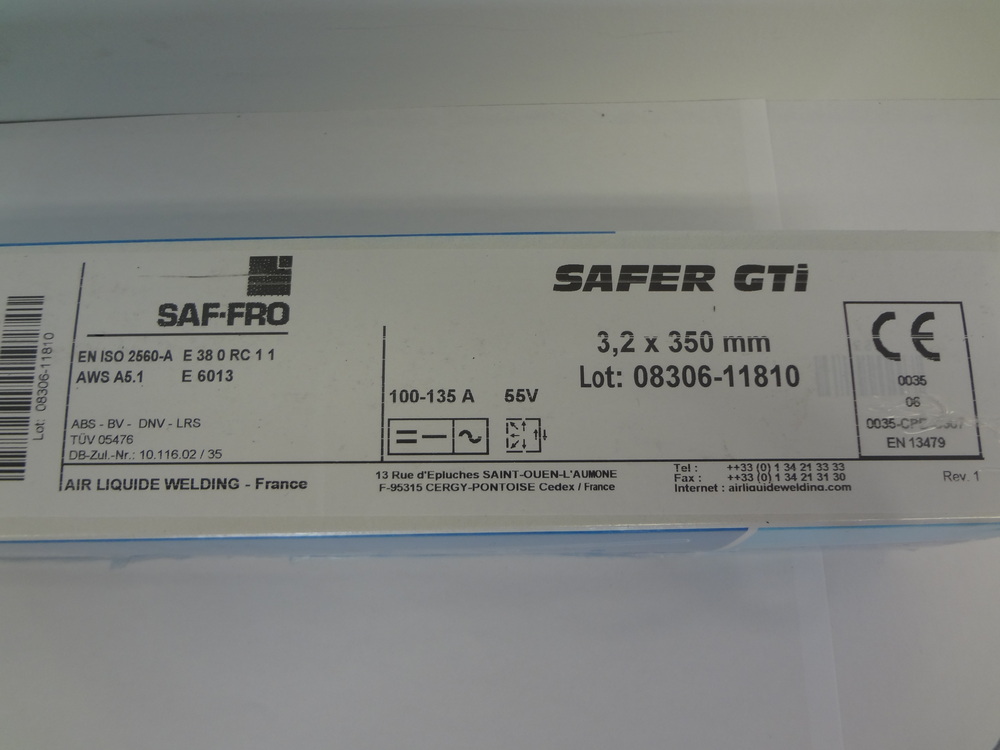 Lot: 08306-11810
SAF-FRO
EN ISO 2560-A E 38 0 RC 1 1
AWS A5.1 E 6013
ABS - BV - DNV - LRS
TÜV 05476
DB-Zul.-Nr.: 10.116.02 / 35
AIR LIQUIDE WELDING - France
100-135 A 55V
SAFER GTi
3,2 x 350 mm
Lot: 08306-11810
CE
0035
06
0035-CPD-
EN 13479
13 Rue d'Epluches SAINT-OUEN-L'AUMONE
F-95315 CERGY-PONTOISE Cedex / France
Tel : ++33 (0) 1 34 21 33 33
Fax : ++33 (0) 1 34 21 31 30
Internet : airliquidewelding.com
Rev. 1